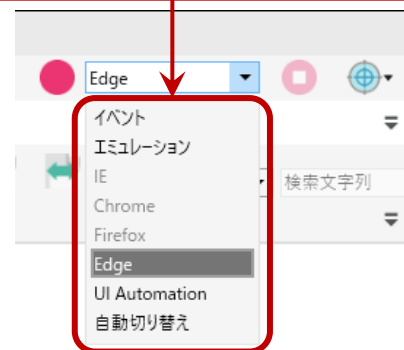 Edge
イベント
エミュレーション
IE
検索文字列
Chrome
Firefox
Edge
UI Automation
自動切り替え